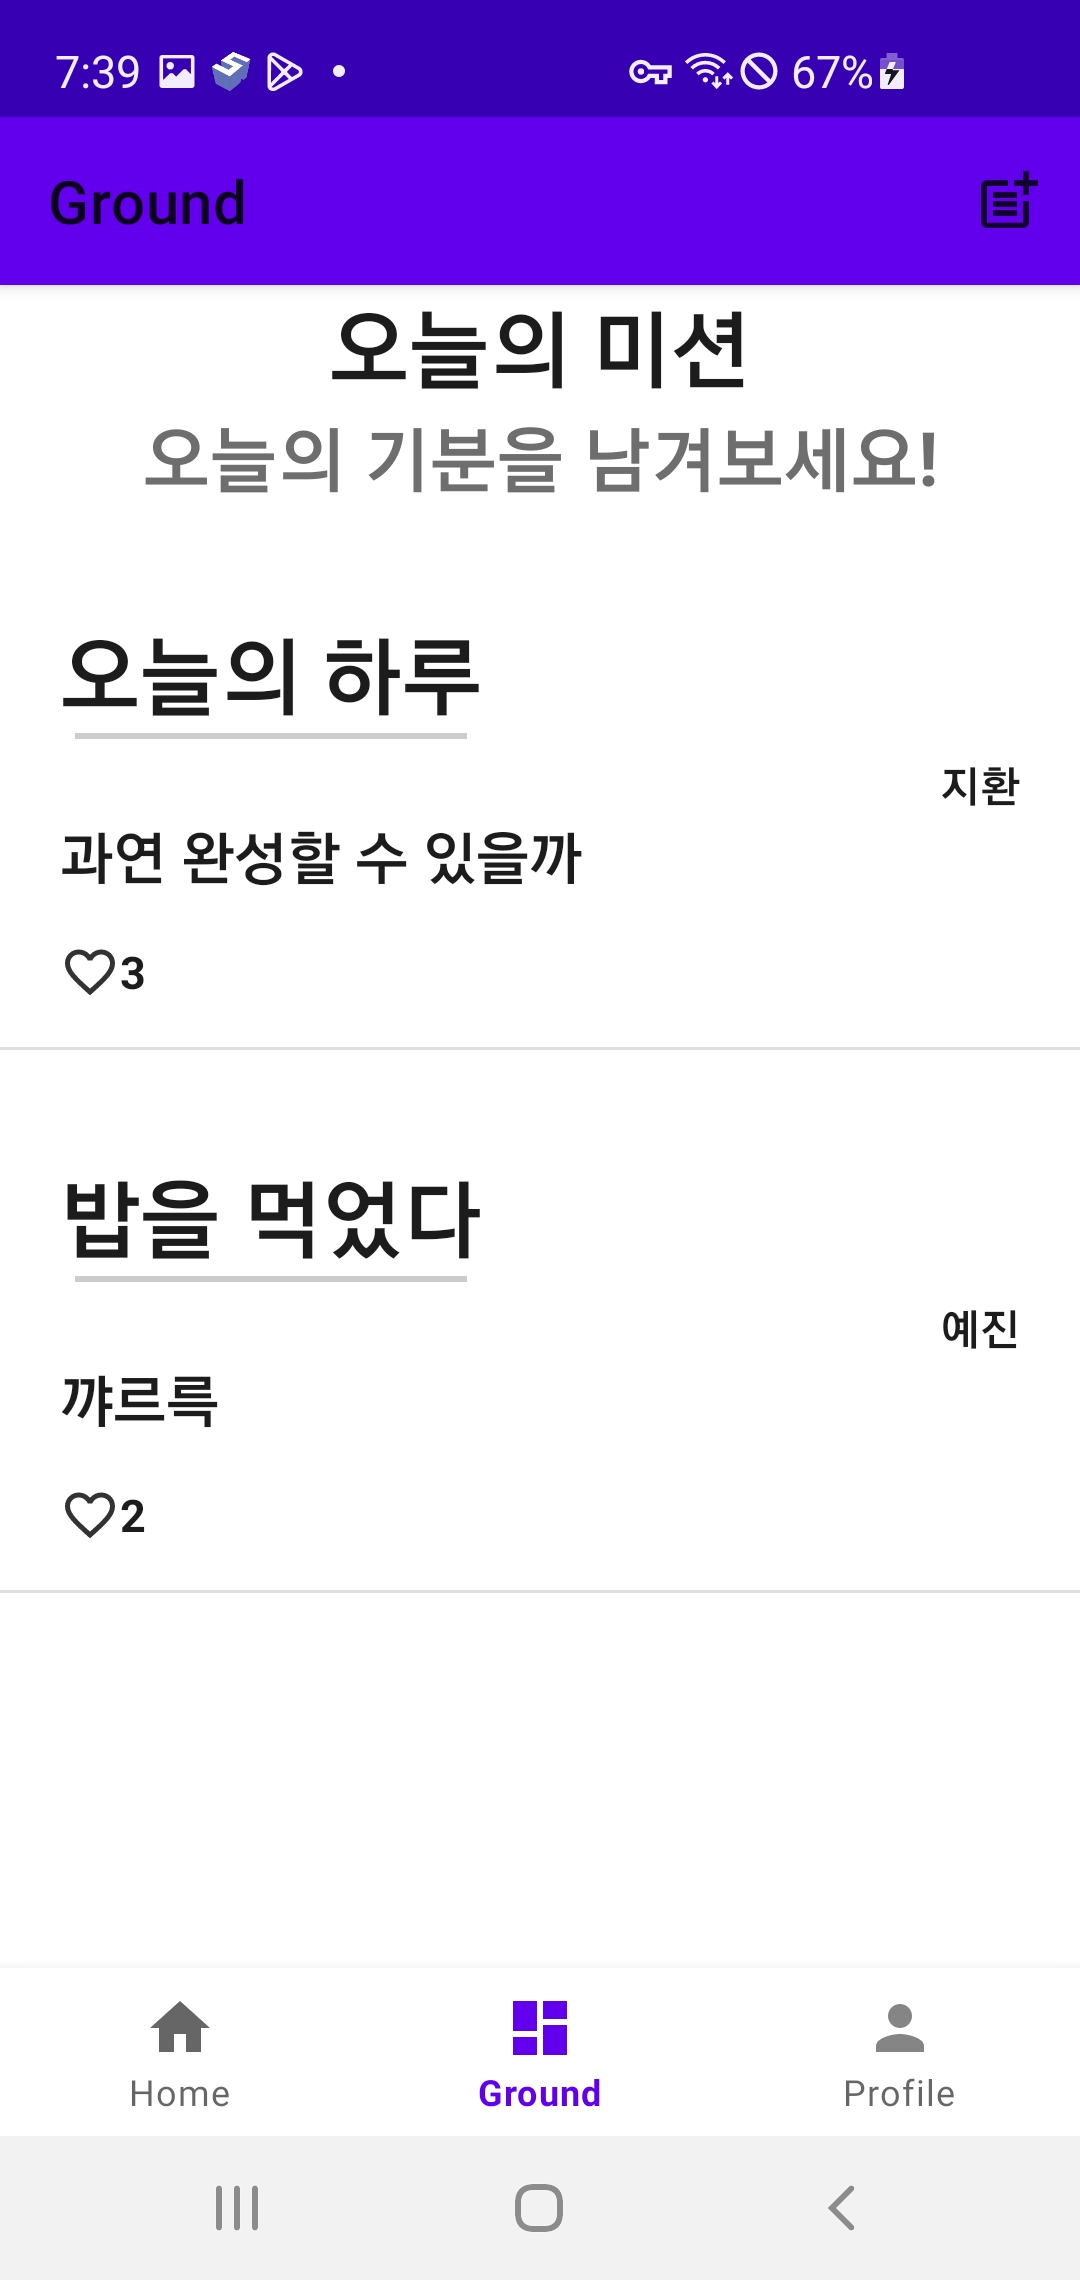 7:39
67%
Ground
오늘의 미션
오늘의 기분을 남겨보세요!
오늘의 하루
지환
과연 완성할 수 있을까
3
밥을 먹었다
예진
꺄르륵
2
Home
Ground
Profile